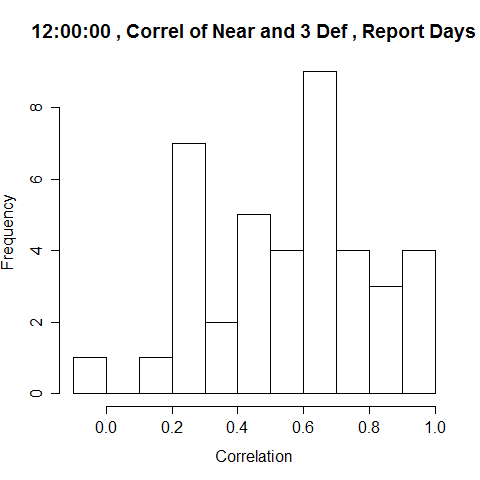 12:00:00 , Correl of Near and 3 Def , Report Days
Frequency
8
6
4
2
0
0.0 0.2 0.4 0.6 0.8 1.0
Correlation